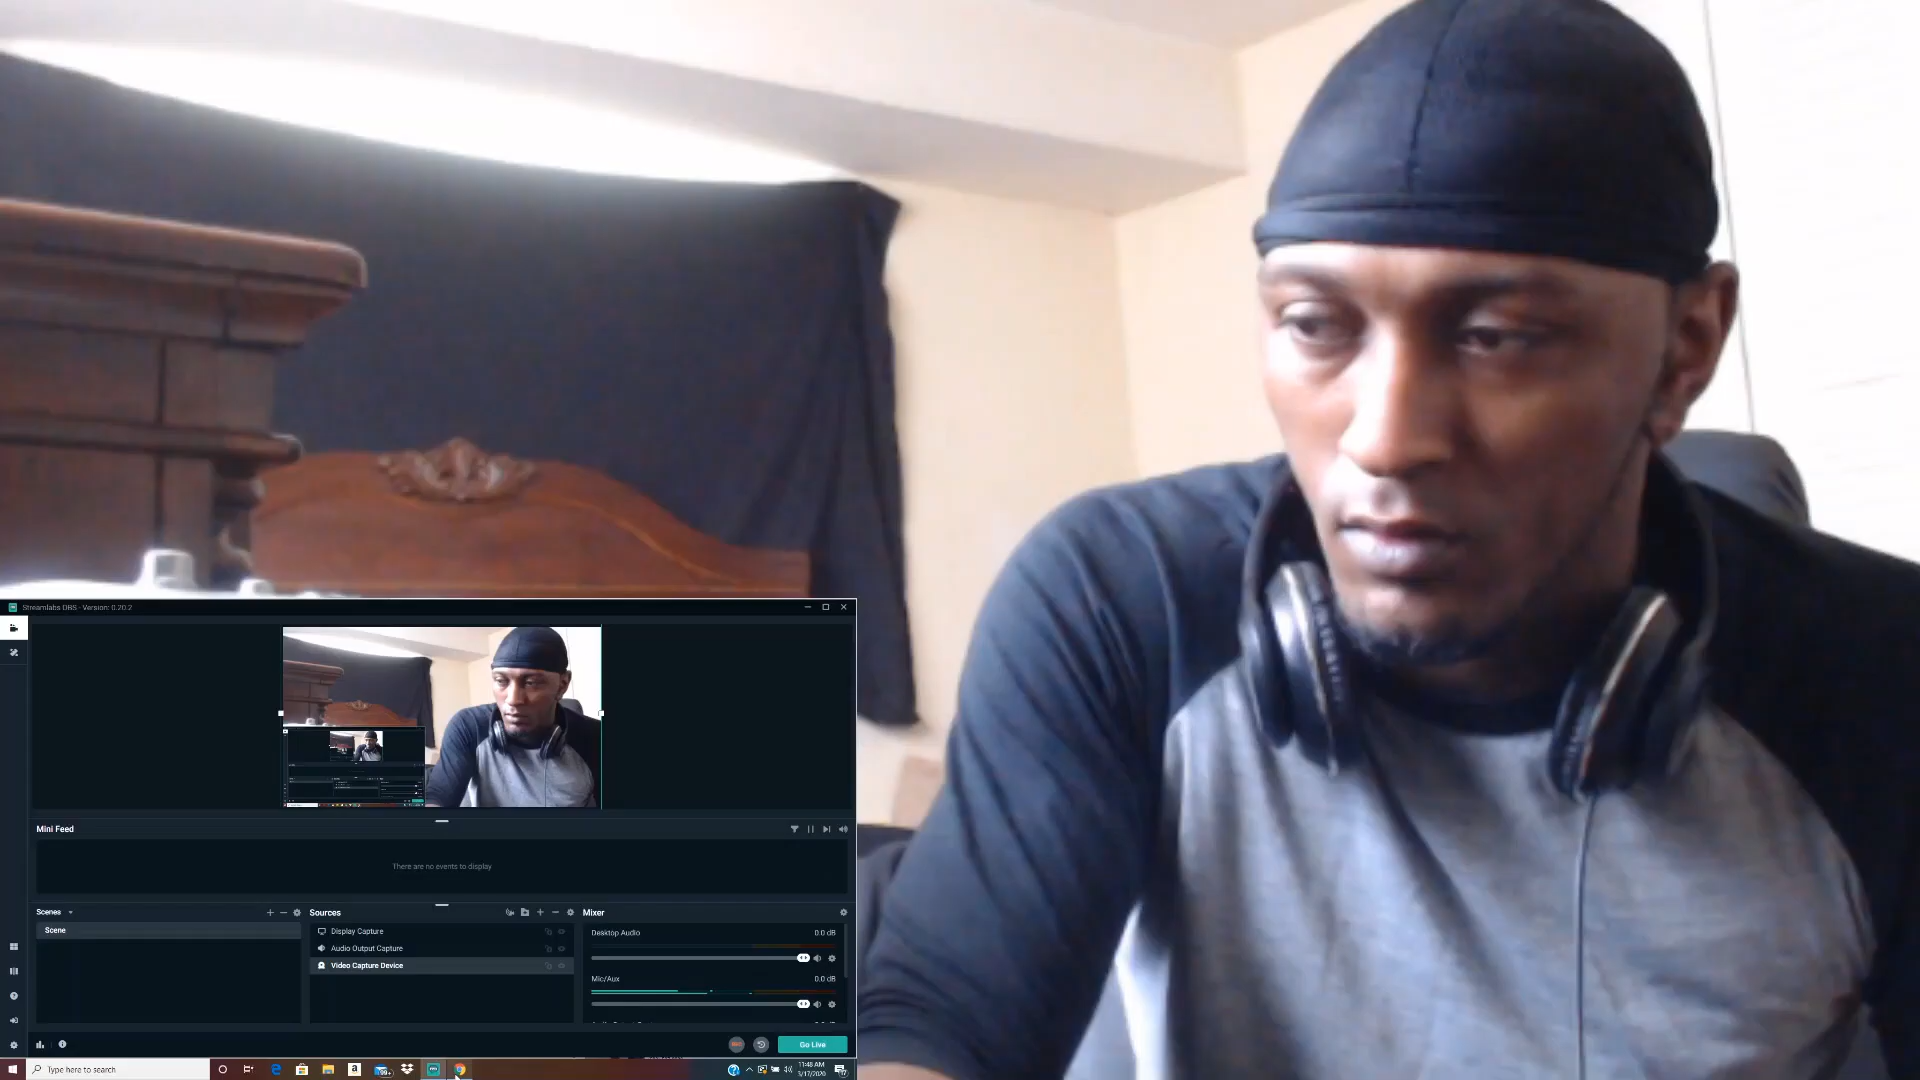 Streamlabs OBS - Version: 0.20.2
Mini Feed
There are no events to display
Scenes
Sources
Mixer
Scene
Display Capture
Audio Output Capture
Video Capture Device
Desktop Audio
0.0 dB
Mic/Aux
0.0 dB
Go Live
Type here to search
99+
11:48 AM
3/17/2020